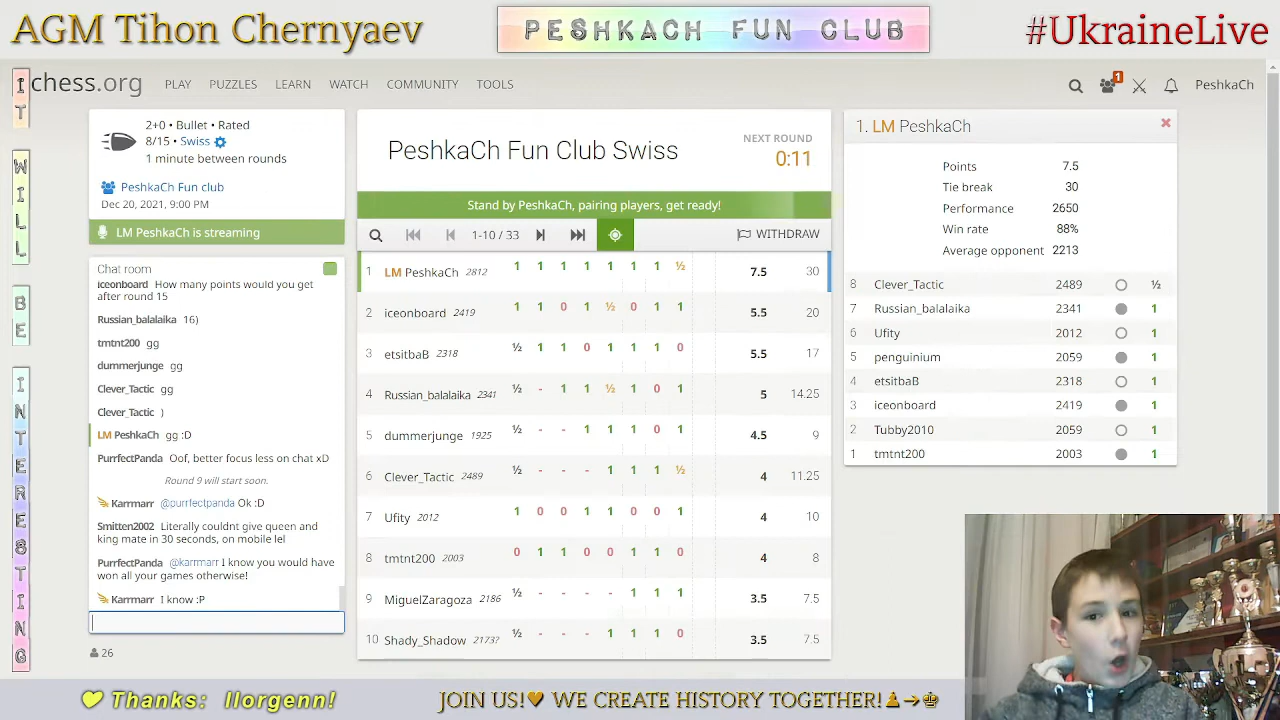 AGM Tihon Chernyaev
PESHKACH FUN CLUB
#UkraineLive
IT WILL BE INTERESTING
chess.org
PLAY
PUZZLES
LEARN
WATCH
COMMUNITY
TOOLS
1
PeshkaCh
2+0 • Bullet • Rated
8/15 • Swiss
1 minute between rounds
PeshkaCh Fun club
Dec 20, 2021, 9:00 PM
LM PeshkaCh is streaming
Chat room
iceonboard How many points would you get
after round 15
Russian_balalaika 16)
tmtnt200 gg
dummerjunge gg
Clever_Tactic gg
Clever_Tactic )
LM PeshkaCh gg :D
PurrfectPanda Oof, better focus less on chat xD
Round 9 will start soon.
Karrmarr @purrfectpanda Ok :D
Smitten2002 Literally couldnt give queen and
king mate in 30 seconds, on mobile lel
PurrfectPanda @karrmarr I know you would have
won all your games otherwise!
Karrmarr I know :P
26
PeshkaCh Fun Club Swiss
NEXT ROUND
0:11
Stand by PeshkaCh, pairing players, get ready!
1-10 / 33
WITHDRAW
1 LM PeshkaCh 2812 1 1 1 1 1 1 1 ½ 7.5 30
2 iceonboard 2419 1 1 0 1 ½ 0 1 1 5.5 20
3 etsitbaB 2318 ½ 1 1 0 1 1 1 0 5.5 17
4 Russian_balalaika 2341 ½ - 1 1 ½ 1 0 1 5 14.25
5 dummerjunge 1925 ½ - - 1 1 1 0 1 4.5 9
6 Clever_Tactic 2489 ½ - - - 1 1 1 ½ 4 11.25
7 Ufity 2012 1 0 0 1 1 0 0 1 4 10
8 tmtnt200 2003 0 1 1 0 0 1 1 0 4 8
9 MiguelZaragoza 2186 ½ - - - - 1 1 1 3.5 7.5
10 Shady_Shadow 2173? ½ - - - 1 1 1 0 3.5 7.5
1. LM PeshkaCh
Points 7.5
Tie break 30
Performance 2650
Win rate 88%
Average opponent 2213
8 Clever_Tactic 2489 ½
7 Russian_balalaika 2341 1
6 Ufity 2012 1
5 penguinium 2059 1
4 etsitbaB 2318 1
3 iceonboard 2419 1
2 Tubby2010 2059 1
1 tmtnt200 2003 1
Thanks: llorgenn!
JOIN US! WE CREATE HISTORY TOGETHER!